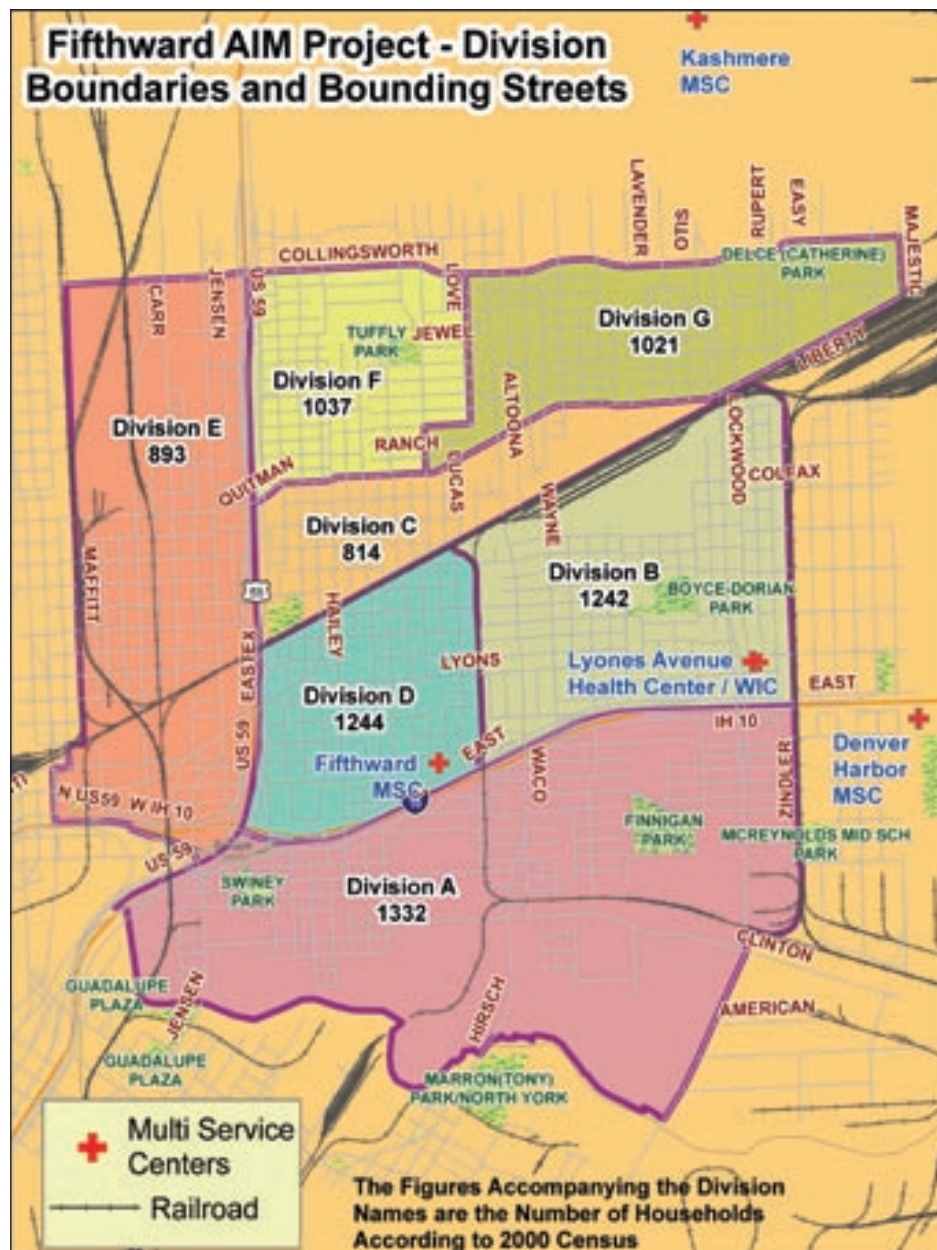 Fifthward AIM Project - Division
Boundaries and Bounding Streets
Kashmere
MSC
LAVENDER
OTIS
RUPERT
EASY
MAJESTIC
COLLINGSWORTH
DELCE (CATHERINE)
PARK
CARR
JENSEN
US 59
LOVE
TUFFLY
PARK
JEWEL
Division G
1021
LIBERTY
Division F
1037
ALTOONA
Division E
893
RANCH
LUCAS
LOCKWOOD
COLFAX
QUITMAN
WAYNE
Division C
814
MAFFITT
Division B
1242
BOYCE-DORIAN
PARK
HAILEY
EASTEX
LYONS
Lyones Avenue
Health Center / WIC
EAST
Division D
1244
US 59
EAST
IH 10
Fifthward
MSC
WACO
ZINDLER
Denver
Harbor
MSC
N US59 W IH 10
FINNIGAN
PARK
MCREYNOLDS MID SCH
PARK
US 59
SWINEY
PARK
Division A
1332
CLINTON
GUADALUPE
PLAZA
JENSEN
HIRSCH
AMERICAN
GUADALUPE
PLAZA
MARRON(TONY)
PARK/NORTH YORK
Multi Service
Centers
Railroad
The Figures Accompanying the Division
Names are the Number of Households
According to 2000 Census